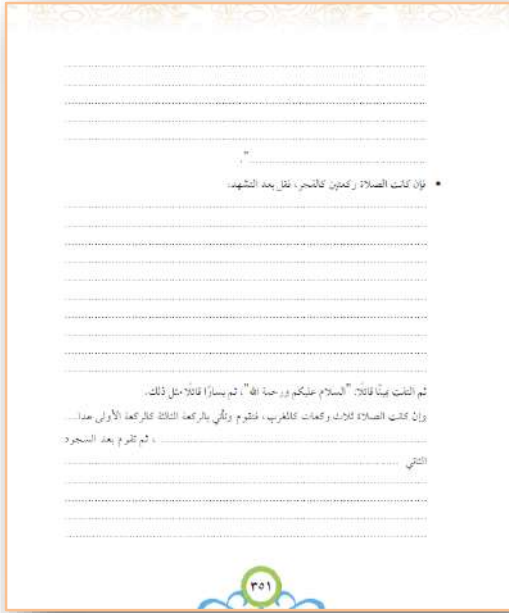 ".
• فإن كانت الصلاة ركعتين كالفجر، فقل بعد التشهد:
ثم التفت يمينًا قائلًا: "السلام عليكم ورحمة الله"، ثم يسارًا قائلًا مثل ذلك.
وإن كانت الصلاة ثلاث ركعات كالمغرب، فتقوم وتأتي بالركعة الثالثة كالركعة الأولى عدا....
، ثم تقوم بعد السجود
الثاني
٣٥١